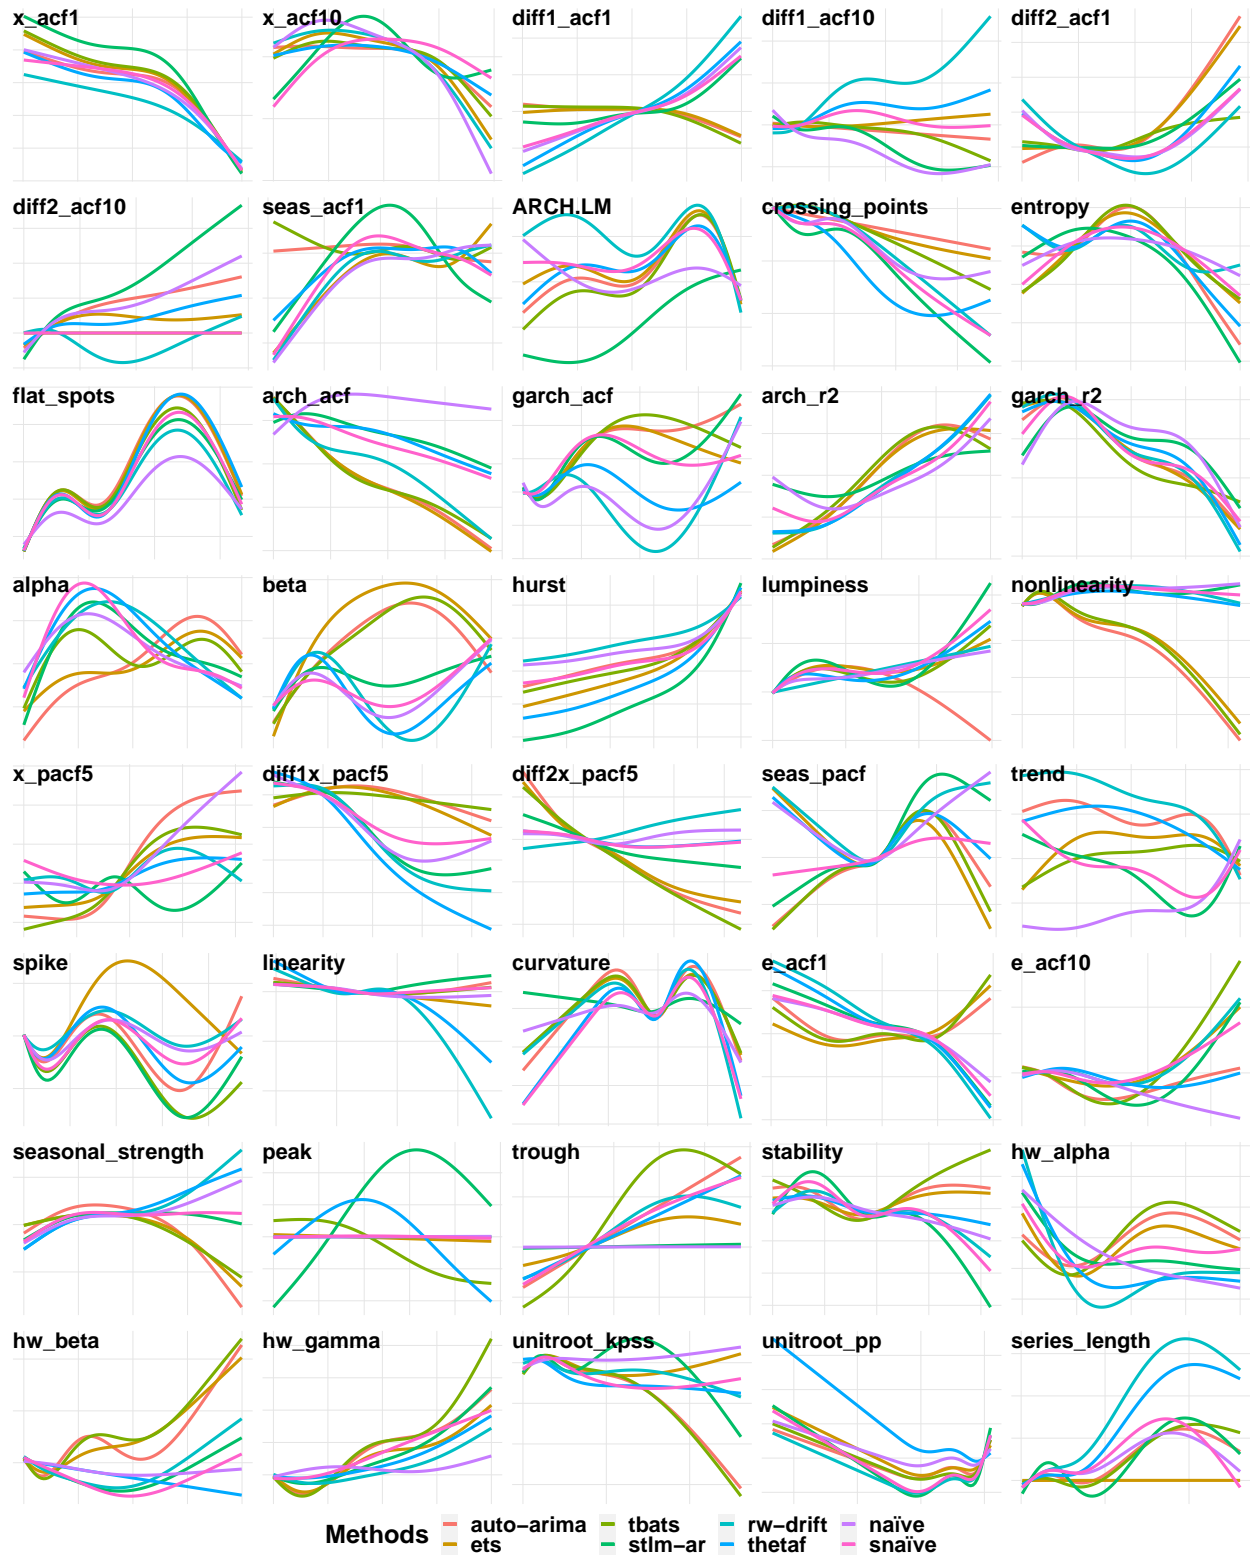 x_acf1 x_acf10 diff1_acf1 diff1_acf10 diff2_acf1
diff2_acf10 seas_acf1 ARCH.LM crossing_points entropy
flat_spots arch_acf garch_acf arch_r2 garch_r2
alpha beta hurst lumpiness nonlinearity
x_pacf5 diff1x_pacf5 diff2x_pacf5 seas_pacf trend
spike linearity curvature e_acf1 e_acf10
seasonal_strength peak trough stability hw_alpha
hw_beta hw_gamma unitroot_kpss unitroot_pp series_length
Methods auto−arima tbats rw−drift naïve
ets stlm−ar thetaf snaïve